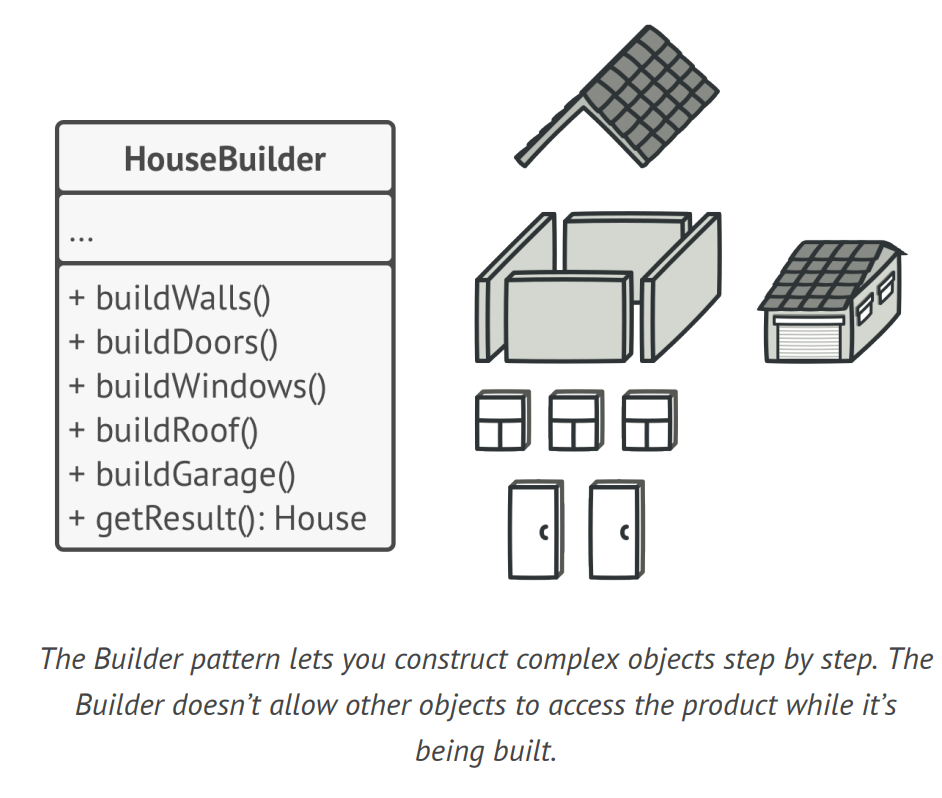 HouseBuilder
...
+ buildWalls()
+ buildDoors()
+ buildWindows()
+ buildRoof()
+ buildGarage()
+ getResult(): House
The Builder pattern lets you construct complex objects step by step. The
Builder doesn’t allow other objects to access the product while it’s
being built.